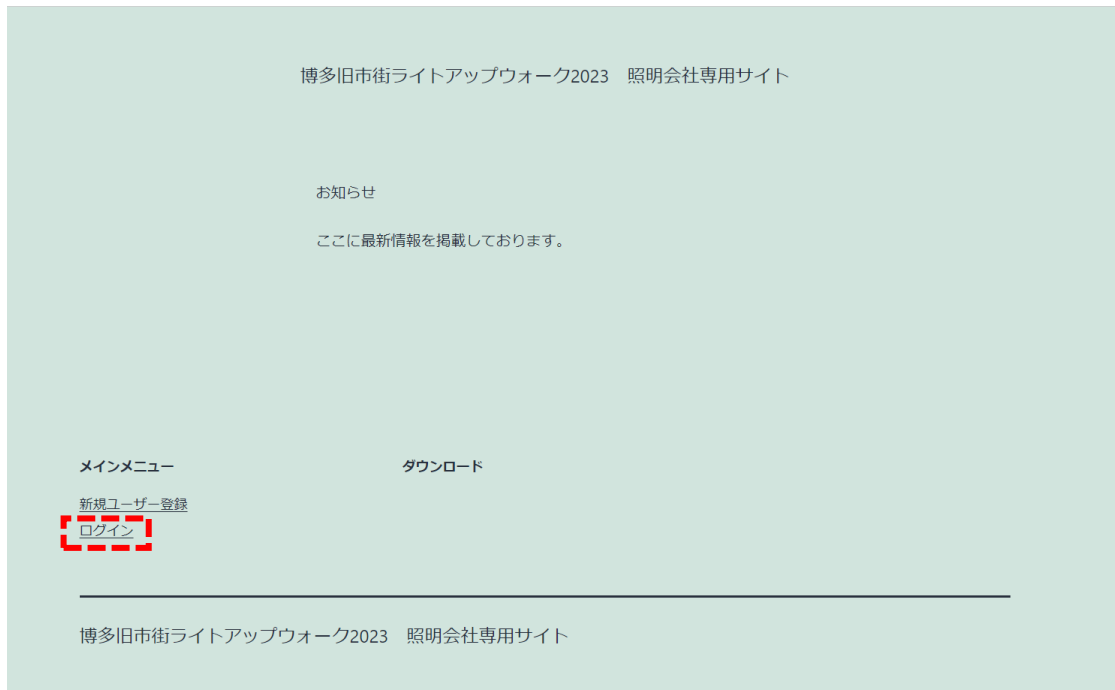 博多旧市街ライトアップウォーク2023　照明会社専用サイト
お知らせ
ここに最新情報を掲載しております。
メインメニュー
新規ユーザー登録
ログイン
ダウンロード
博多旧市街ライトアップウォーク2023　照明会社専用サイト